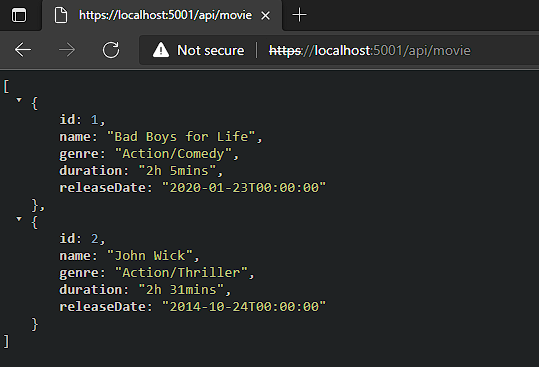 https://localhost:5001/api/movie
Not secure | https://localhost:5001/api/movie
[
{
id: 1,
name: "Bad Boys for Life",
genre: "Action/Comedy",
duration: "2h 5mins",
releaseDate: "2020-01-23T00:00:00"
},
{
id: 2,
name: "John Wick",
genre: "Action/Thriller",
duration: "2h 31mins",
releaseDate: "2014-10-24T00:00:00"
}
]